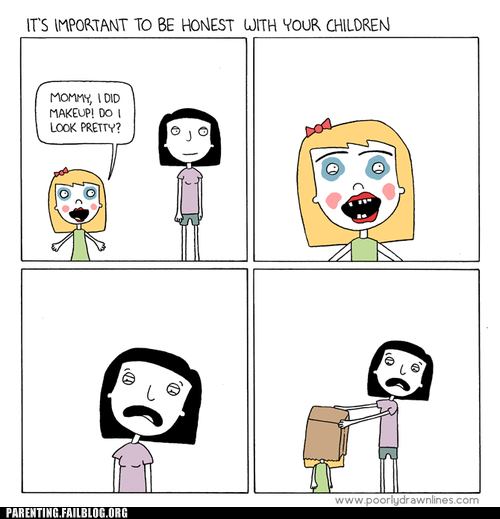 IT'S IMPORTANT TO BE HONEST WITH YOUR CHILDREN
MOMMY, I DID
MAKEUP! DO I
LOOK PRETTY?
www.poorlydrawnlines.com
PARENTING.FAILBLOG.ORG